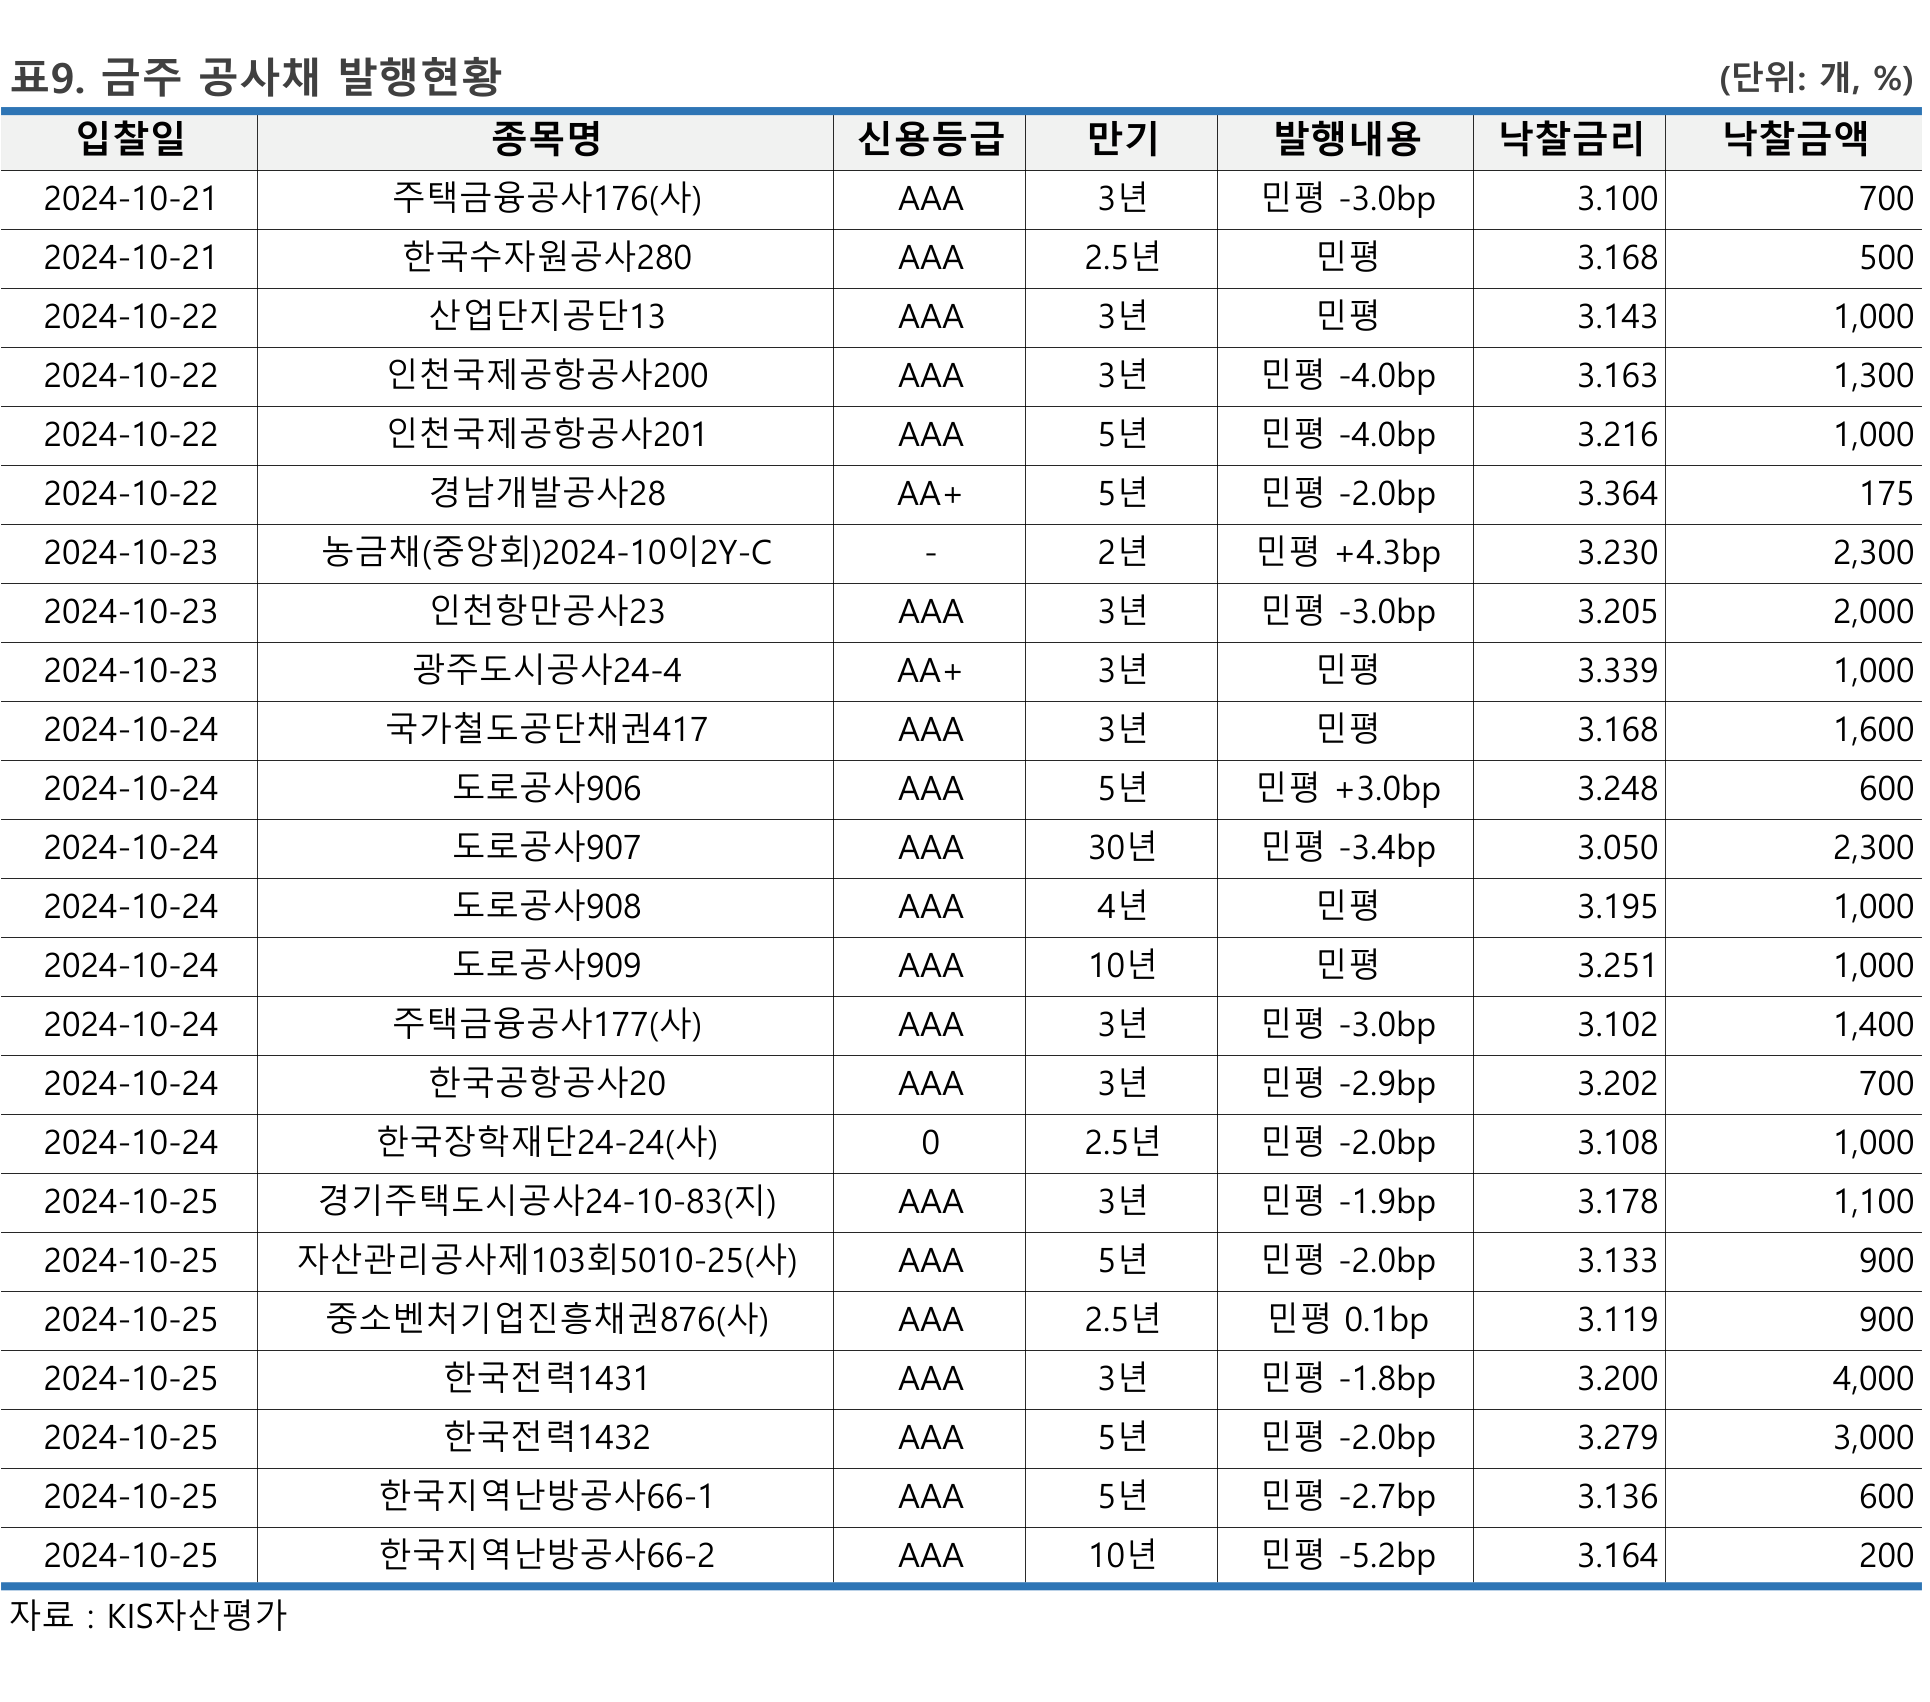 표9. 금주 공사채 발행현황 (단위: 개, %)
입찰일 종목명 신용등급 만기 발행내용 낙찰금리 낙찰금액
2024-10-21 주택금융공사176(사) AAA 3년 민평 -3.0bp 3.100 700
2024-10-21 한국수자원공사280 AAA 2.5년 민평 3.168 500
2024-10-22 산업단지공단13 AAA 3년 민평 3.143 1,000
2024-10-22 인천국제공항공사200 AAA 3년 민평 -4.0bp 3.163 1,300
2024-10-22 인천국제공항공사201 AAA 5년 민평 -4.0bp 3.216 1,000
2024-10-22 경남개발공사28 AA+ 5년 민평 -2.0bp 3.364 175
2024-10-23 농금채(중앙회)2024-10이2Y-C - 2년 민평 +4.3bp 3.230 2,300
2024-10-23 인천항만공사23 AAA 3년 민평 -3.0bp 3.205 2,000
2024-10-23 광주도시공사24-4 AA+ 3년 민평 3.339 1,000
2024-10-24 국가철도공단채권417 AAA 3년 민평 3.168 1,600
2024-10-24 도로공사906 AAA 5년 민평 +3.0bp 3.248 600
2024-10-24 도로공사907 AAA 30년 민평 -3.4bp 3.050 2,300
2024-10-24 도로공사908 AAA 4년 민평 3.195 1,000
2024-10-24 도로공사909 AAA 10년 민평 3.251 1,000
2024-10-24 주택금융공사177(사) AAA 3년 민평 -3.0bp 3.102 1,400
2024-10-24 한국공항공사20 AAA 3년 민평 -2.9bp 3.202 700
2024-10-24 한국장학재단24-24(사) 0 2.5년 민평 -2.0bp 3.108 1,000
2024-10-25 경기주택도시공사24-10-83(지) AAA 3년 민평 -1.9bp 3.178 1,100
2024-10-25 자산관리공사제103회5010-25(사) AAA 5년 민평 -2.0bp 3.133 900
2024-10-25 중소벤처기업진흥채권876(사) AAA 2.5년 민평 0.1bp 3.119 900
2024-10-25 한국전력1431 AAA 3년 민평 -1.8bp 3.200 4,000
2024-10-25 한국전력1432 AAA 5년 민평 -2.0bp 3.279 3,000
2024-10-25 한국지역난방공사66-1 AAA 5년 민평 -2.7bp 3.136 600
2024-10-25 한국지역난방공사66-2 AAA 10년 민평 -5.2bp 3.164 200
자료 : KIS자산평가